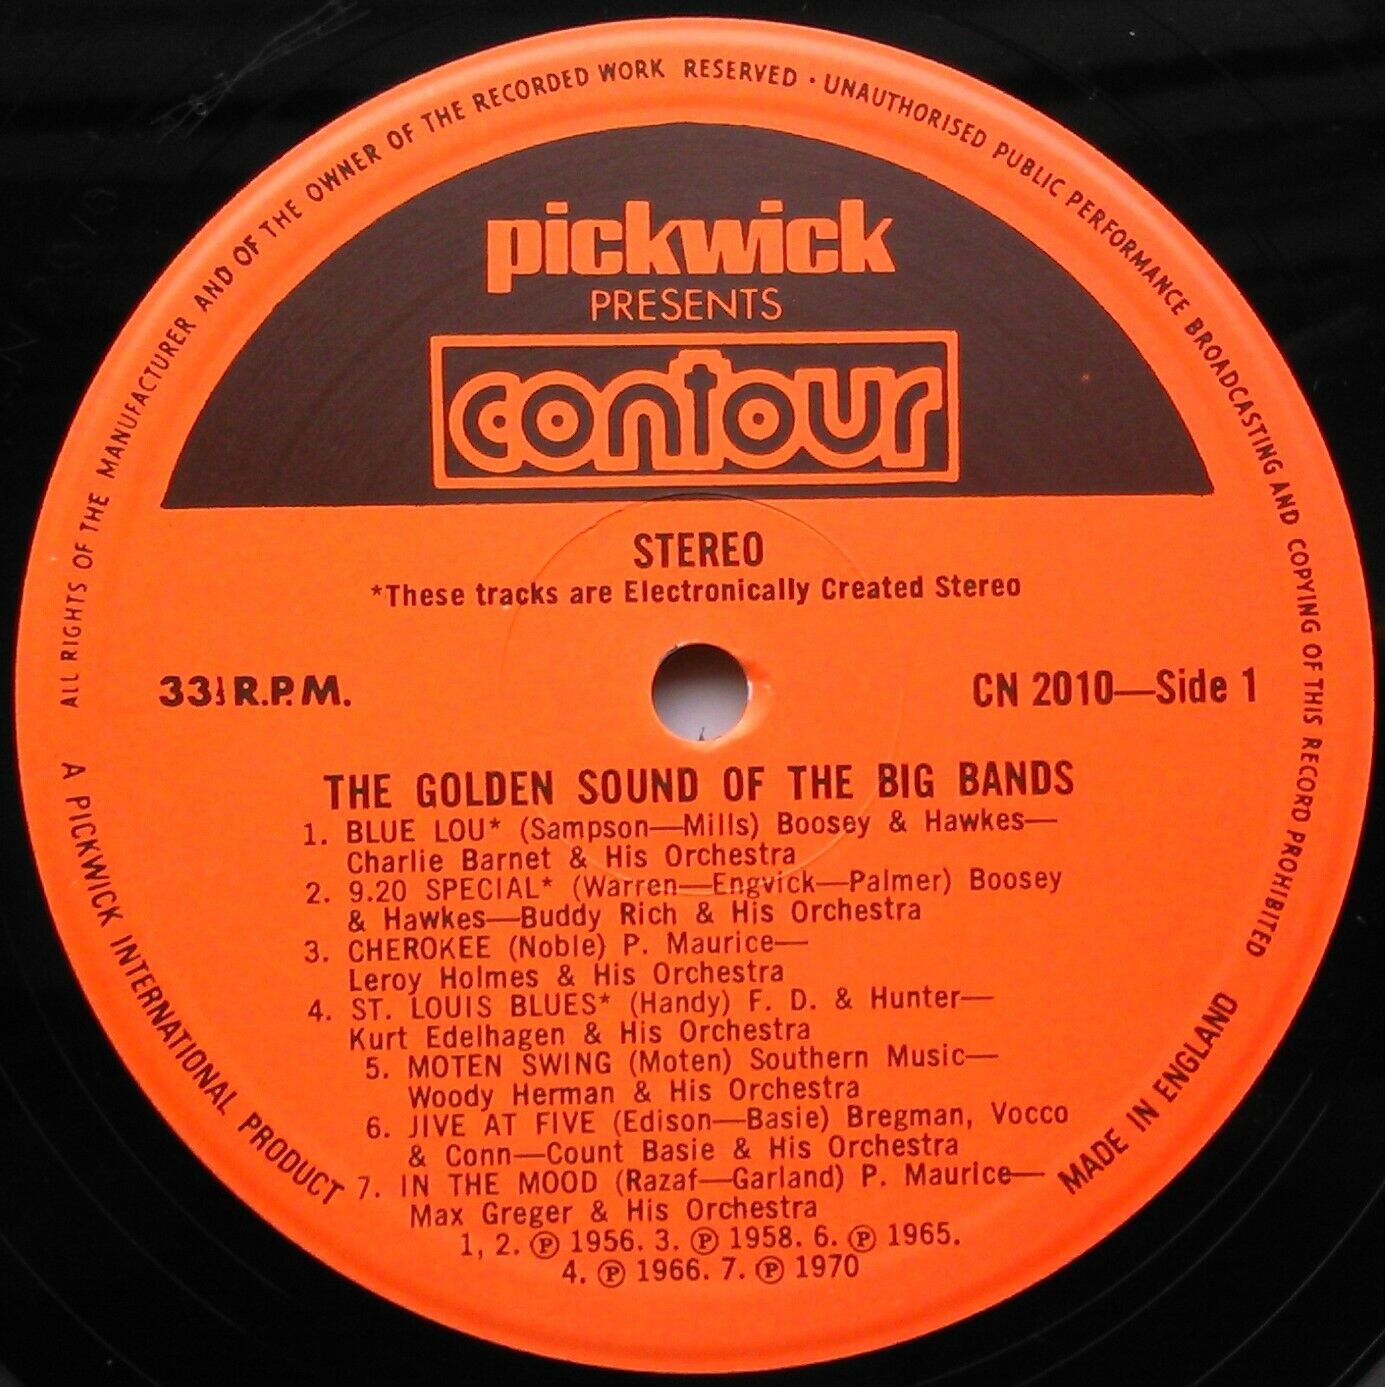 ALL RIGHTS OF THE MANUFACTURER AND OF THE OWNER OF THE RECORDED WORK RESERVED · UNAUTHORISED PUBLIC PERFORMANCE BROADCASTING AND COPYING OF THIS RECORD PROHIBITED
pickwick
PRESENTS
contour
STEREO
*These tracks are Electronically Created Stereo
33⅓ R.P.M.
CN 2010—Side 1
THE GOLDEN SOUND OF THE BIG BANDS
1. BLUE LOU* (Sampson—Mills) Boosey & Hawkes—
Charlie Barnet & His Orchestra
2. 9.20 SPECIAL* (Warren—Engvick—Palmer) Boosey
& Hawkes—Buddy Rich & His Orchestra
3. CHEROKEE (Noble) P. Maurice—
Leroy Holmes & His Orchestra
4. ST. LOUIS BLUES* (Handy) F. D. & Hunter—
Kurt Edelhagen & His Orchestra
5. MOTEN SWING (Moten) Southern Music—
Woody Herman & His Orchestra
6. JIVE AT FIVE (Edison—Basie) Bregman, Vocco
& Conn—Count Basie & His Orchestra
7. IN THE MOOD (Razaf—Garland) P. Maurice—
Max Greger & His Orchestra
1, 2. ℗ 1956. 3. ℗ 1958. 6. ℗ 1965.
4. ℗ 1966. 7. ℗ 1970
A PICKWICK INTERNATIONAL PRODUCT
MADE IN ENGLAND